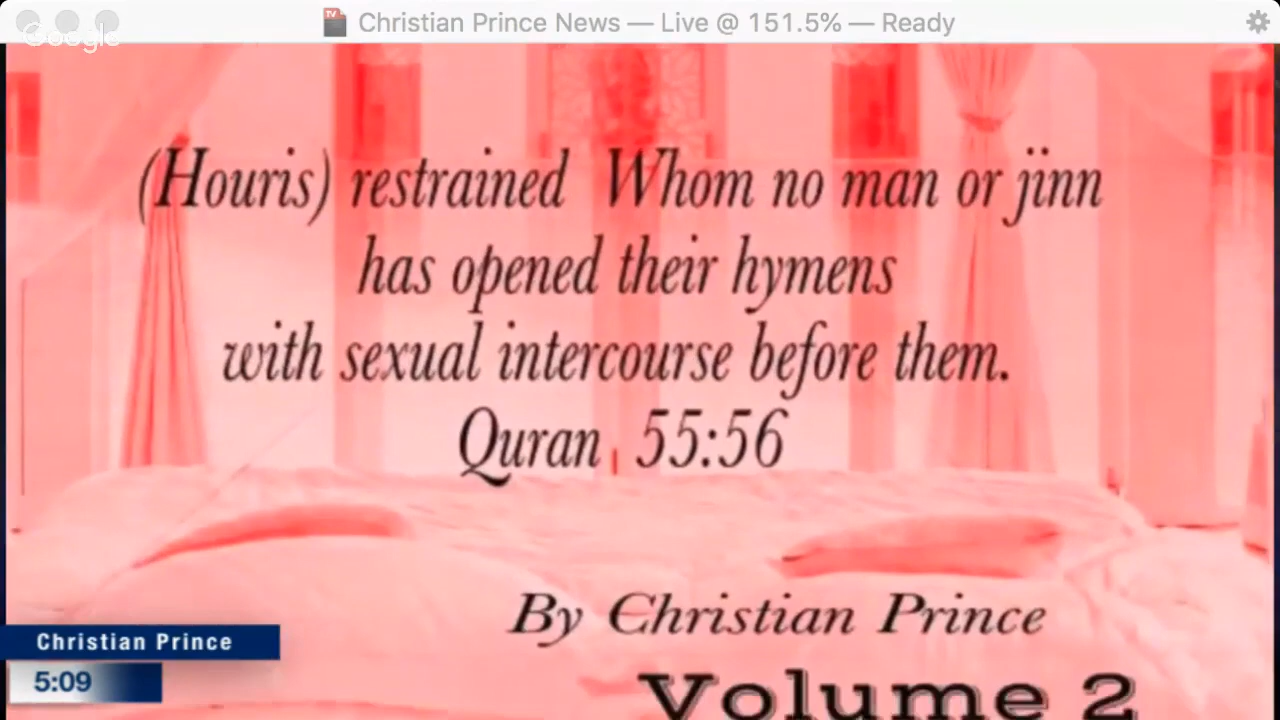 Christian Prince News — Live @ 151.5% — Ready
Google
(Houris) restrained Whom no man or jinn
has opened their hymens
with sexual intercourse before them.
Quran 55:56
By Christian Prince
Volume 2
Christian Prince
5:09